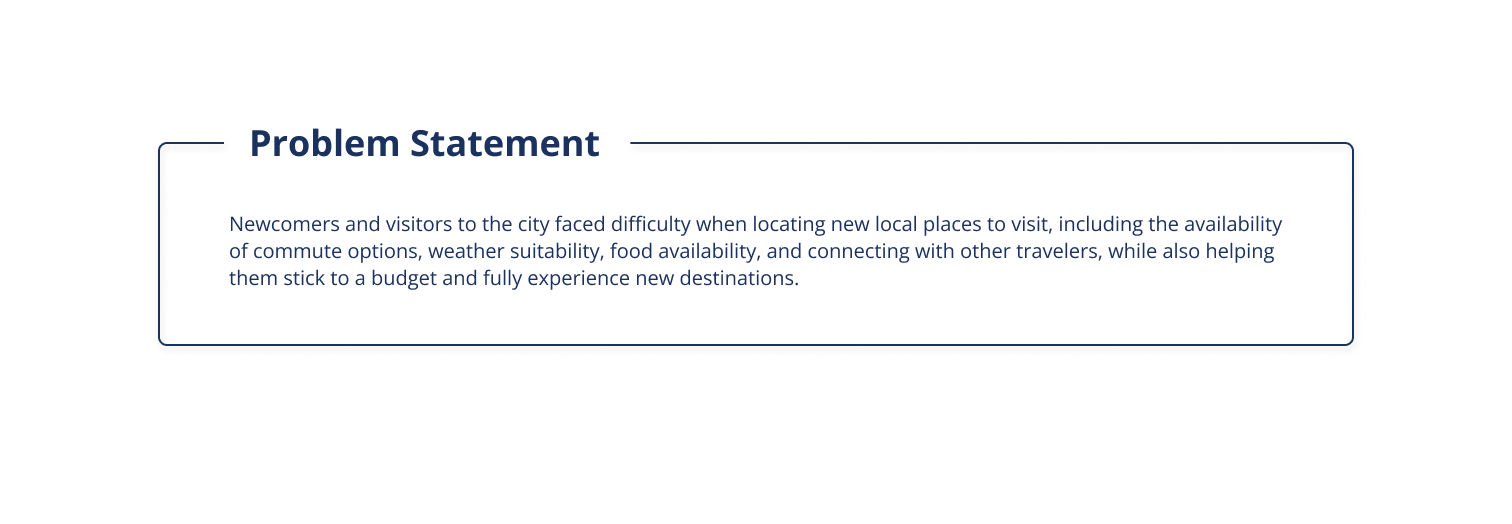 Problem Statement
Newcomers and visitors to the city faced difficulty when locating new local places to visit, including the availability
of commute options, weather suitability, food availability, and connecting with other travelers, while also helping
them stick to a budget and fully experience new destinations.